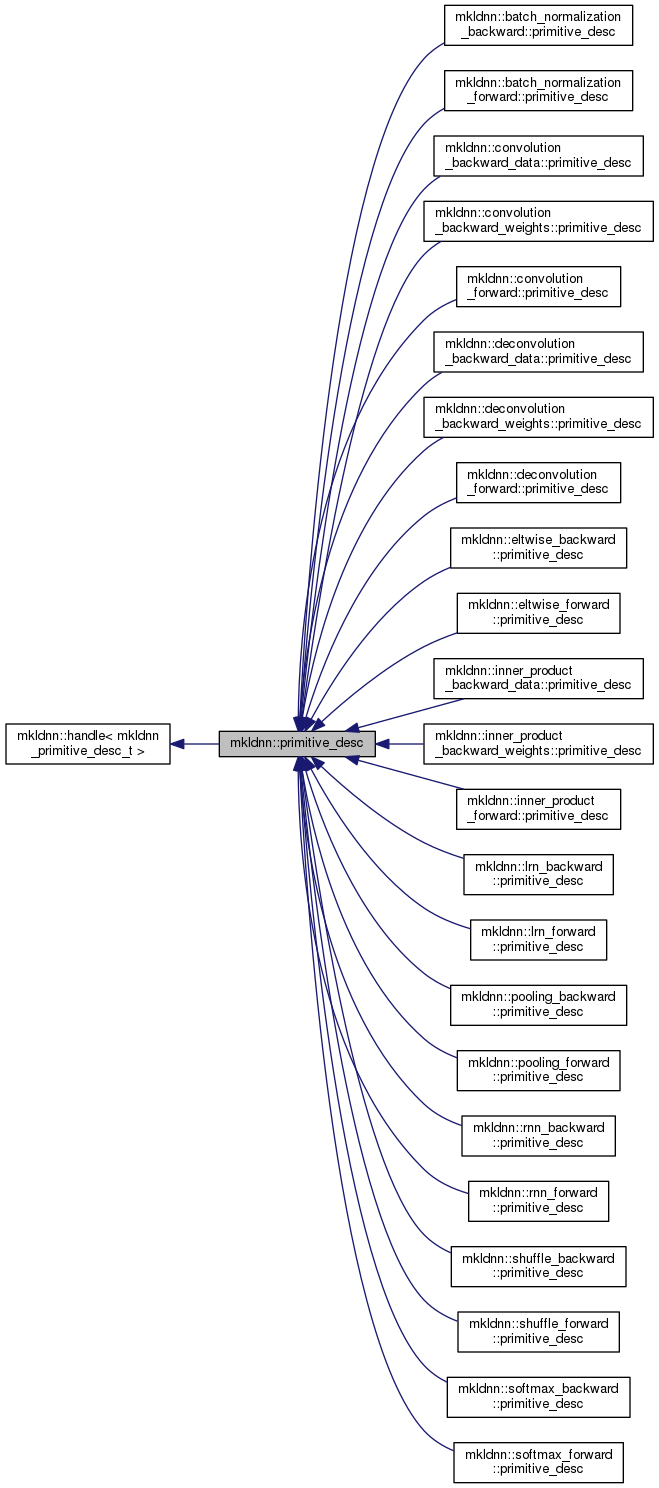 mkldnn::batch_normalization
_backward::primitive_desc
mkldnn::batch_normalization
_forward::primitive_desc
mkldnn::convolution
_backward_data::primitive_desc
mkldnn::convolution
_backward_weights::primitive_desc
mkldnn::convolution
_forward::primitive_desc
mkldnn::deconvolution
_backward_data::primitive_desc
mkldnn::deconvolution
_backward_weights::primitive_desc
mkldnn::deconvolution
_forward::primitive_desc
mkldnn::eltwise_backward
::primitive_desc
mkldnn::eltwise_forward
::primitive_desc
mkldnn::inner_product
_backward_data::primitive_desc
mkldnn::handle< mkldnn
_primitive_desc_t >
mkldnn::primitive_desc
mkldnn::inner_product
_backward_weights::primitive_desc
mkldnn::inner_product
_forward::primitive_desc
mkldnn::lrn_backward
::primitive_desc
mkldnn::lrn_forward
::primitive_desc
mkldnn::pooling_backward
::primitive_desc
mkldnn::pooling_forward
::primitive_desc
mkldnn::rnn_backward
::primitive_desc
mkldnn::rnn_forward
::primitive_desc
mkldnn::shuffle_backward
::primitive_desc
mkldnn::shuffle_forward
::primitive_desc
mkldnn::softmax_backward
::primitive_desc
mkldnn::softmax_forward
::primitive_desc